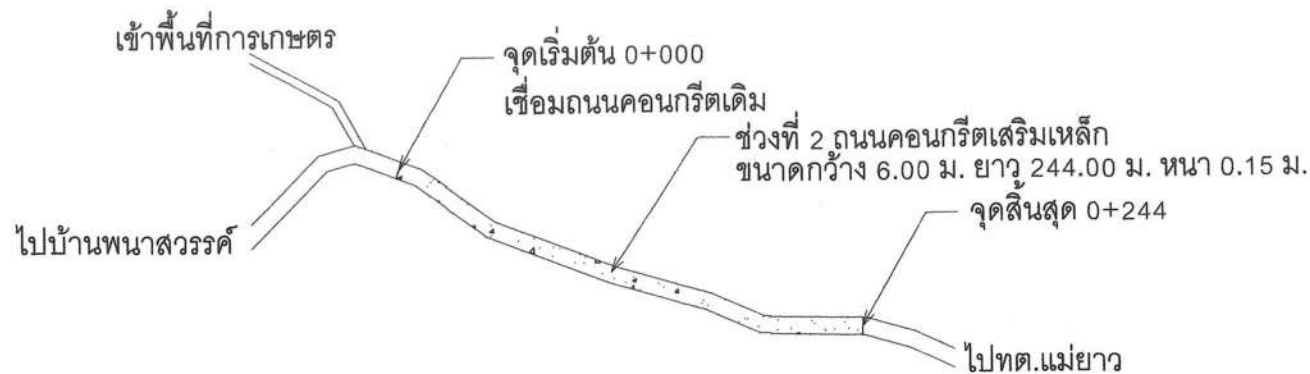 เข้าพื้นที่การเกษตร
จุดเริ่มต้น 0+000
เชื่อมถนนคอนกรีตเดิม
ช่วงที่ 2 ถนนคอนกรีตเสริมเหล็ก
ขนาดกว้าง 6.00 ม. ยาว 244.00 ม. หนา 0.15 ม.
จุดสิ้นสุด 0+244
ไปบ้านพนาสวรรค์
ไปทต.แม่ยาว